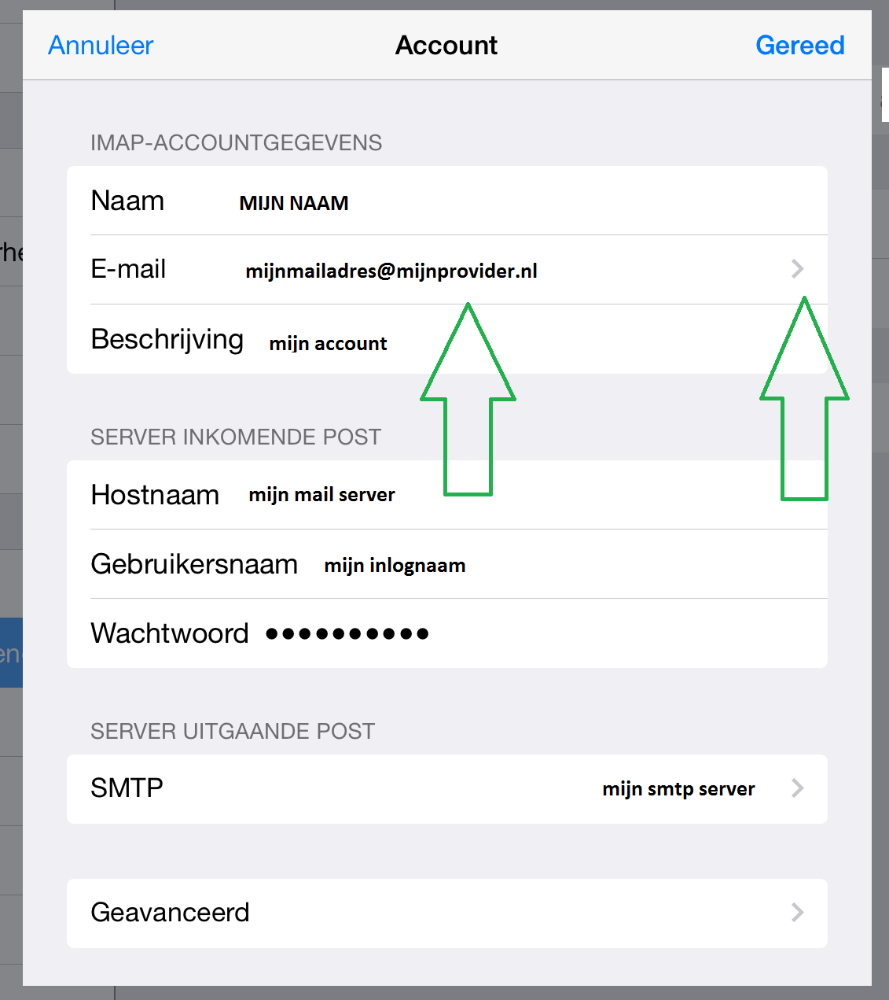 Annuleer Account Gereed
IMAP-ACCOUNTGEGEVENS
Naam MIJN NAAM
E-mail mijnmailadres@mijnprovider.nl
Beschrijving mijn account
SERVER INKOMENDE POST
Hostnaam mijn mail server
Gebruikersnaam mijn inlognaam
Wachtwoord ●●●●●●●●●●
SERVER UITGAANDE POST
SMTP mijn smtp server
Geavanceerd